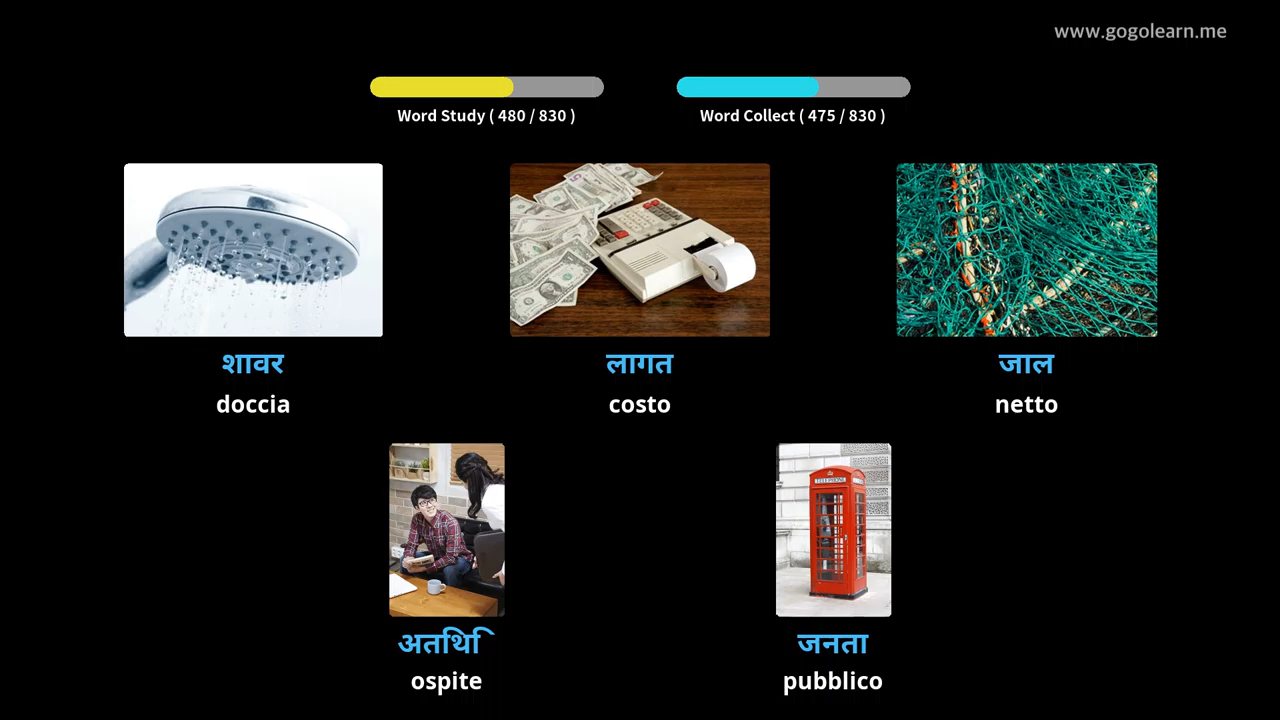 www.gogolearn.me
Word Study ( 480 / 830 )
Word Collect ( 475 / 830 )
शावर
लागत
जाल
doccia
costo
netto
TELEPHONE
अतिथि
जनता
ospite
pubblico